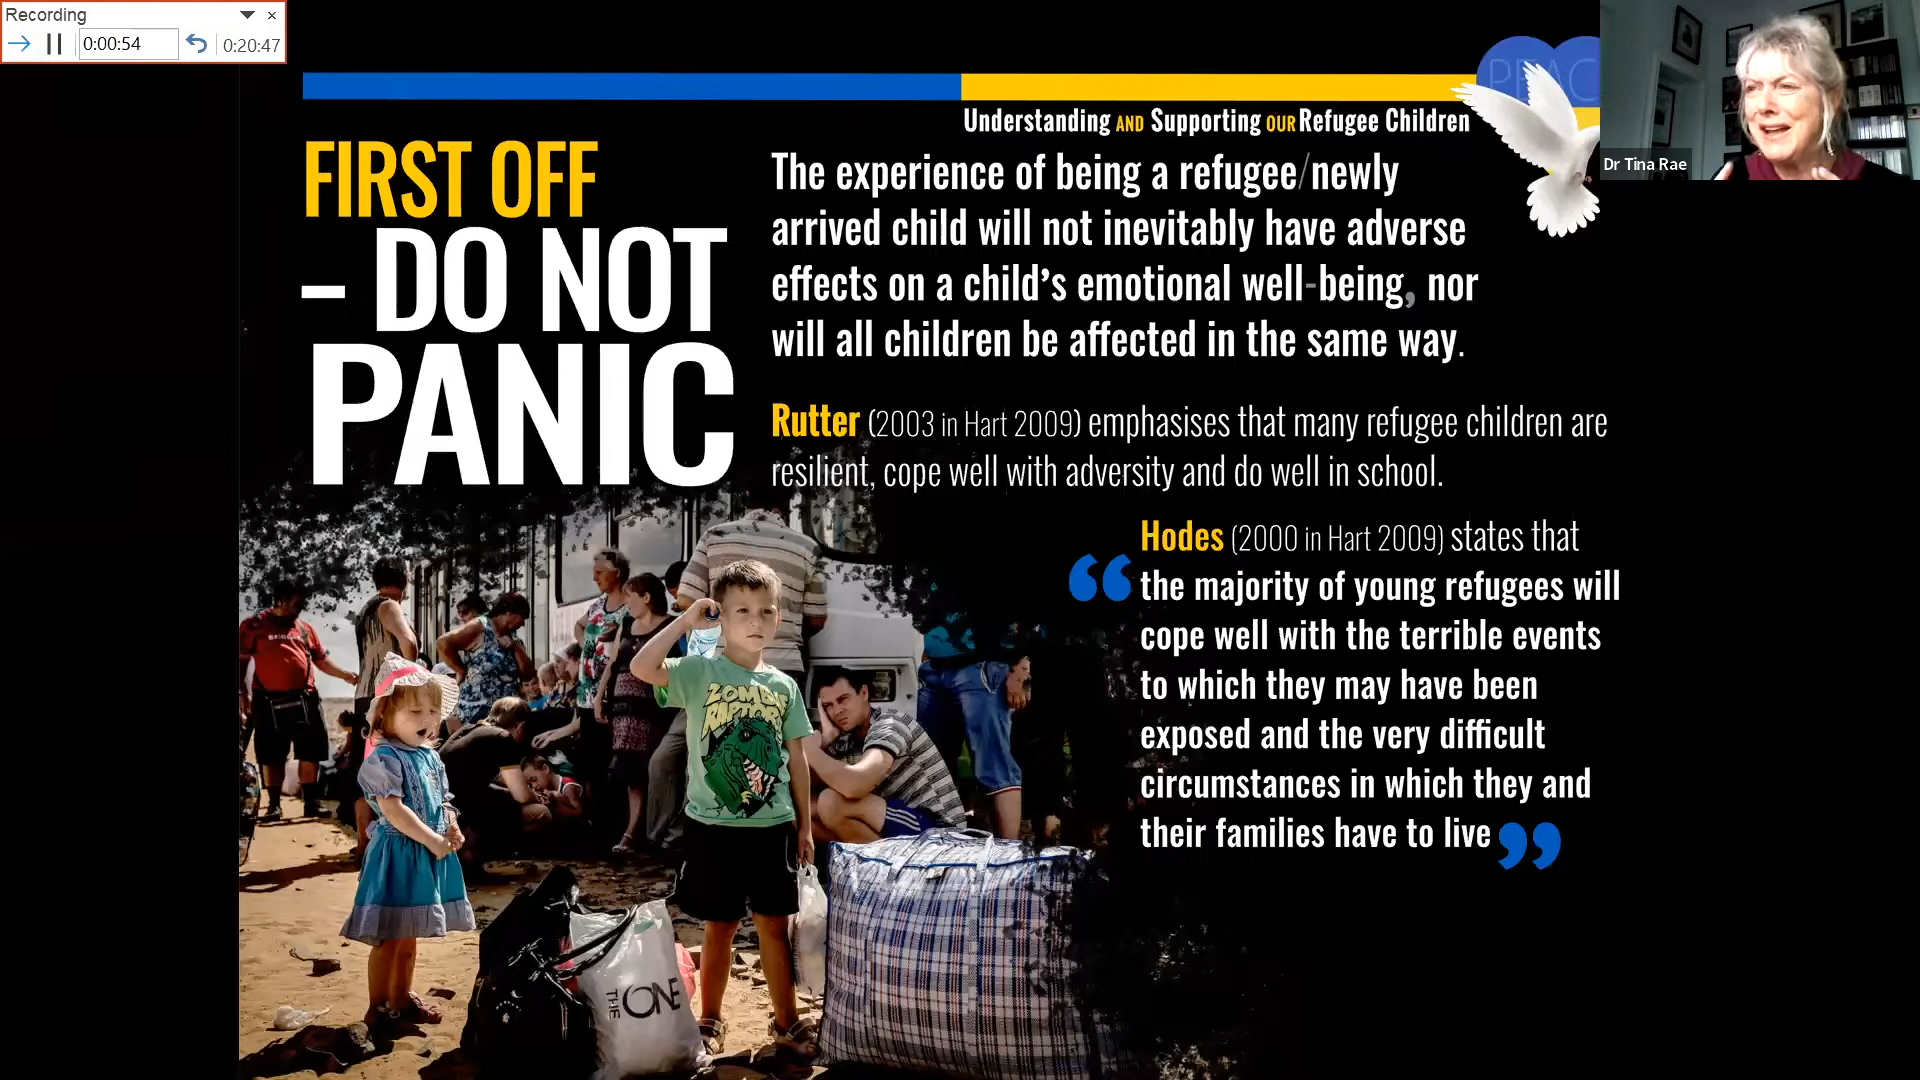 Recording
0:00:54
0:20:47
PEAC
Dr Tina Rae
Understanding AND Supporting OUR Refugee Children
FIRST OFF
– DO NOT
PANIC
The experience of being a refugee/newly
arrived child will not inevitably have adverse
effects on a child’s emotional well-being, nor
will all children be affected in the same way.
Rutter (2003 in Hart 2009) emphasises that many refugee children are
resilient, cope well with adversity and do well in school.
Hodes (2000 in Hart 2009) states that
“the majority of young refugees will
cope well with the terrible events
to which they may have been
exposed and the very difficult
circumstances in which they and
their families have to live”
ZOMBIE
RAPTOR
THE ONE